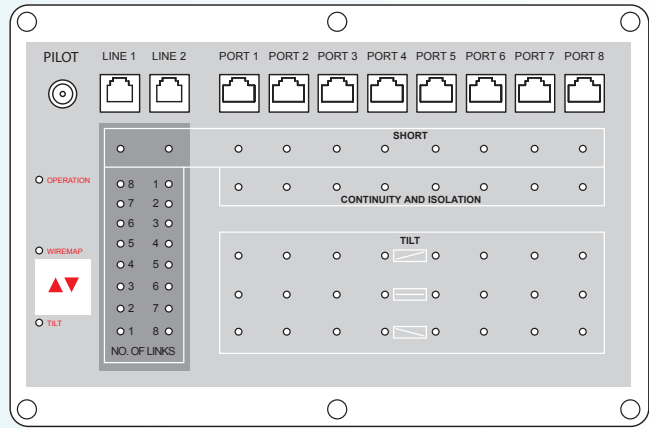 PILOT LINE 1 LINE 2 PORT 1 PORT 2 PORT 3 PORT 4 PORT 5 PORT 6 PORT 7 PORT 8
SHORT
OPERATION
8 1
CONTINUITY AND ISOLATION
7 2
6 3
TILT
5 4
WIREMAP
4 5
3 6
2 7
TILT
1 8
NO. OF LINKS